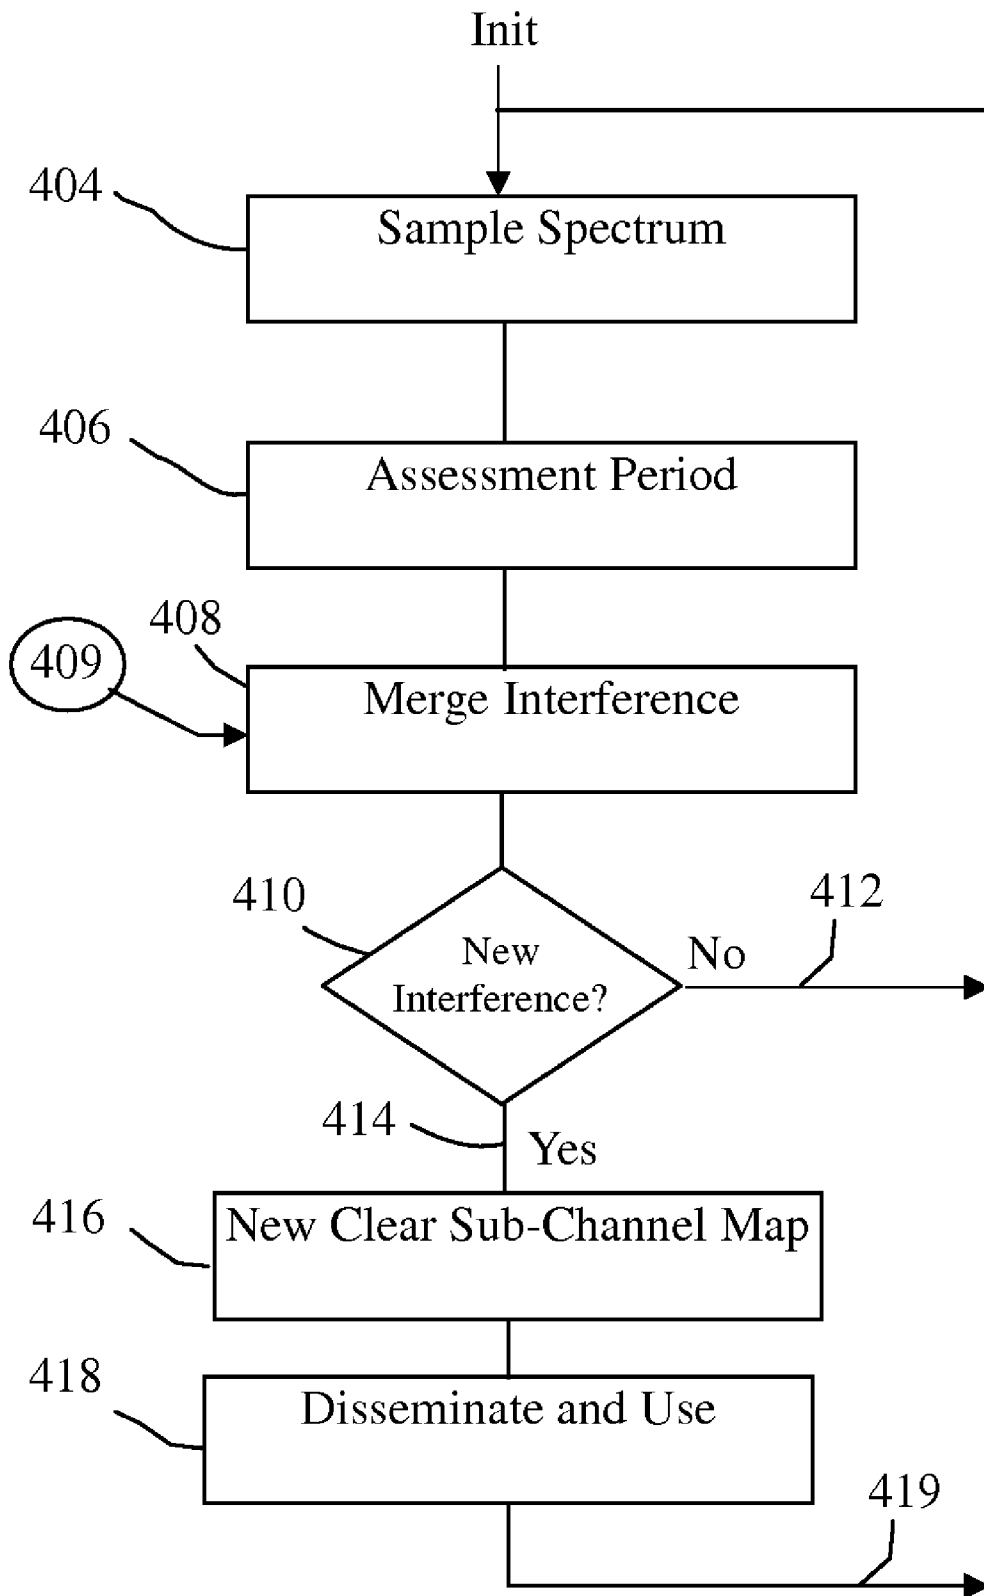 Init
404
Sample Spectrum
406
Assessment Period
408
409
Merge Interference
410
New
Interference?
No
412
414
Yes
416
New Clear Sub-Channel Map
418
Disseminate and Use
419